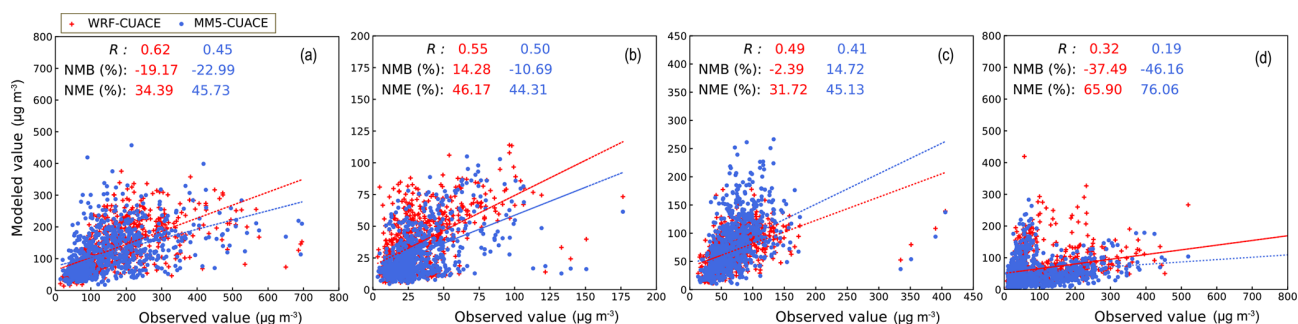 WRF-CUACE MM5-CUACE
R : 0.62 0.45 (a)
NMB (%): -19.17 -22.99
NME (%): 34.39 45.73
800
700
600
500
400
300
200
100
0
0 100 200 300 400 500 600 700 800
Modeled value (μg m⁻³)
Observed value (μg m⁻³)
R : 0.55 0.50 (b)
NMB (%): 14.28 -10.69
NME (%): 46.17 44.31
200
175
150
125
100
75
50
25
0
0 25 50 75 100 125 150 175 200
Observed value (μg m⁻³)
R : 0.49 0.41 (c)
NMB (%): -2.39 14.72
NME (%): 31.72 45.13
450
400
350
300
250
200
150
100
50
0
0 50 100 150 200 250 300 350 400 450
Observed value (μg m⁻³)
R : 0.32 0.19 (d)
NMB (%): -37.49 -46.16
NME (%): 65.90 76.06
800
700
600
500
400
300
200
100
0
0 100 200 300 400 500 600 700 800
Observed value (μg m⁻³)